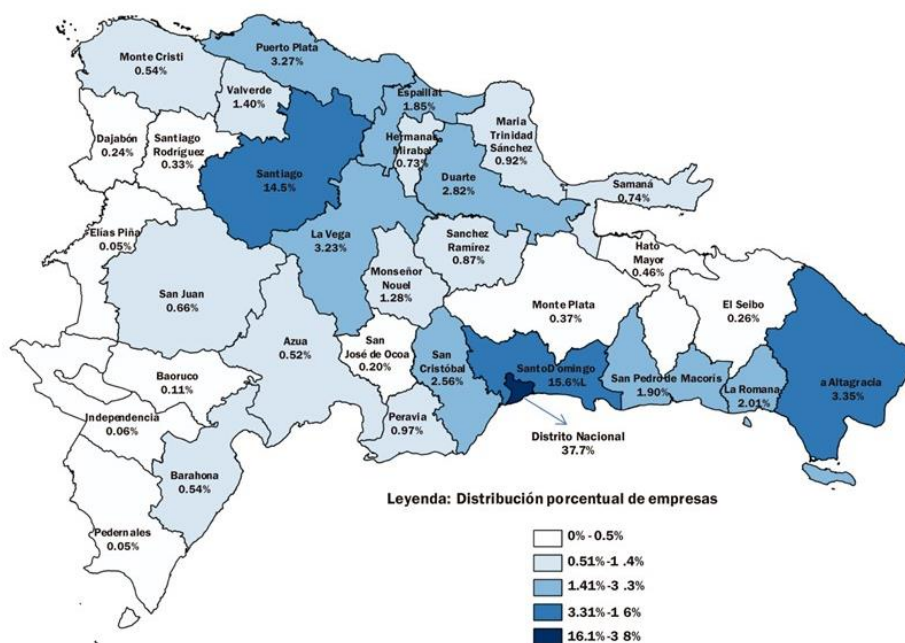 Puerto Plata
3.27%
Monte Cristi
0.54%
Valverde
1.40%
Espaillat
1.85%
Maria
Trinidad
Sánchez
0.92%
Dajabón
0.24%
Santiago
Rodríguez
0.33%
Hermanas
Mirabal
0.73%
Santiago
14.5%
Duarte
2.82%
Samaná
0.74%
Elías Piña
0.05%
La Vega
3.23%
Sanchez
Ramírez
0.87%
Hato
Mayor
0.46%
San Juan
0.66%
Monseñor
Nouel
1.28%
Monte Plata
0.37%
El Seibo
0.26%
Azua
0.52%
San
José de Ocoa
0.20%
San
Cristóbal
2.56%
SantoDomingo
15.6%L
San Pedro de Macoris
1.90%
La Romana
2.01%
a Altagracia
3.35%
Baoruco
0.11%
Independencia
0.06%
Peravia
0.97%
Distrito Nacional
37.7%
Barahona
0.54%
Pedernales
0.05%
Leyenda: Distribución porcentual de empresas
0% - 0.5%
0.51%-1 .4%
1.41%-3 .3%
3.31%-1 6%
16.1%-3 8%